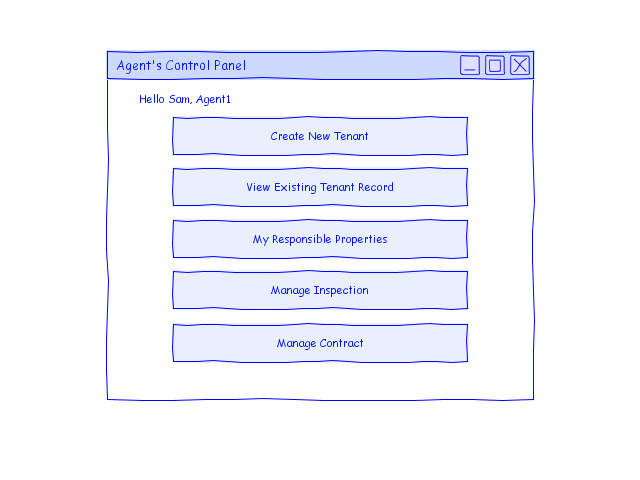 Agent's Control Panel
Hello Sam, Agent1
Create New Tenant
View Existing Tenant Record
My Responsible Properties
Manage Inspection
Manage Contract